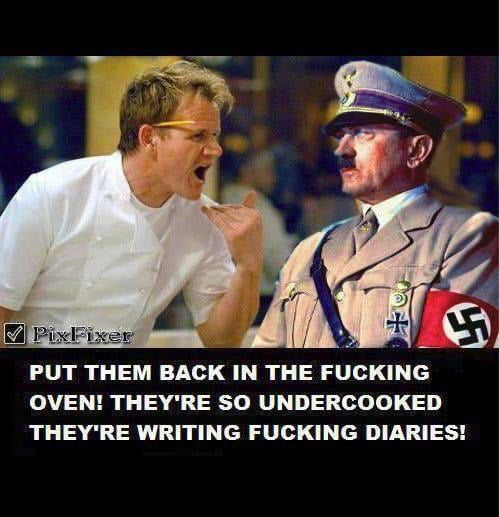 PixFixer
PUT THEM BACK IN THE FUCKING
OVEN! THEY'RE SO UNDERCOOKED
THEY'RE WRITING FUCKING DIARIES!